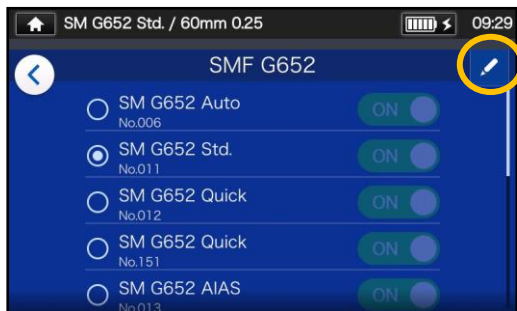 SM G652 Std. / 60mm 0.25 09:29
SMF G652
SM G652 Auto ON
No.006
SM G652 Std. ON
No.011
SM G652 Quick ON
No.012
SM G652 Quick ON
No.151
SM G652 AIAS ON
No.013